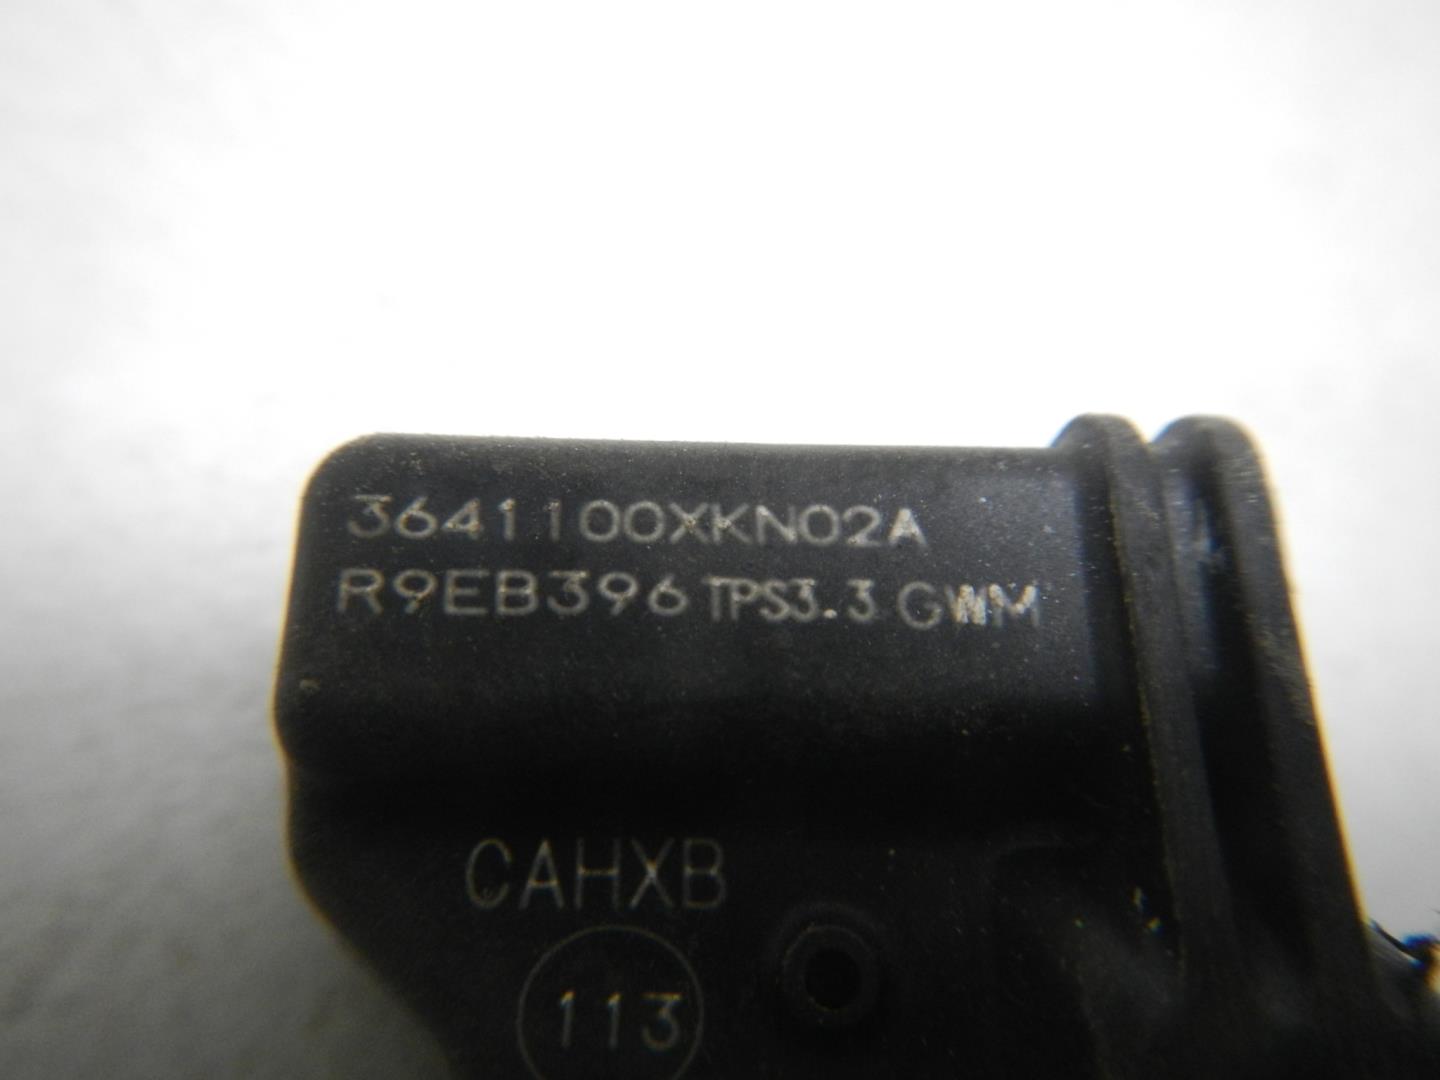 3641100XKN02A
R9EB396 TPS3.3 GWM
CAHXB
113